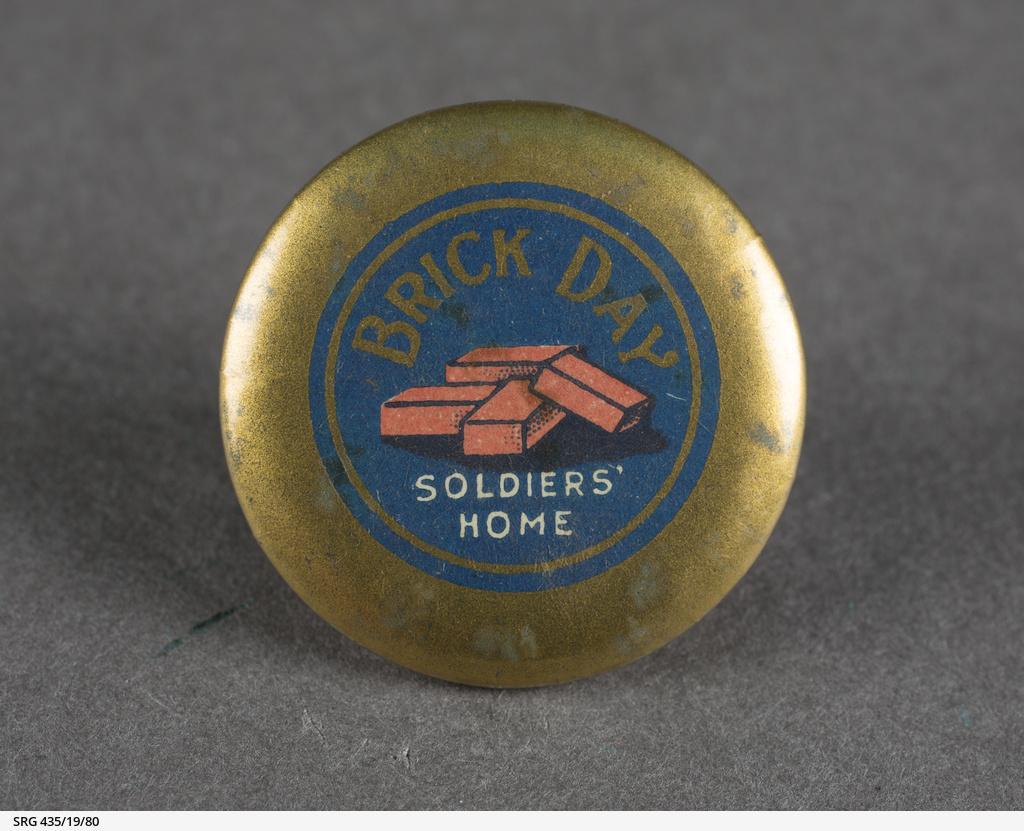 BRICK DAY
SOLDIERS'
HOME
SRG 435/19/80